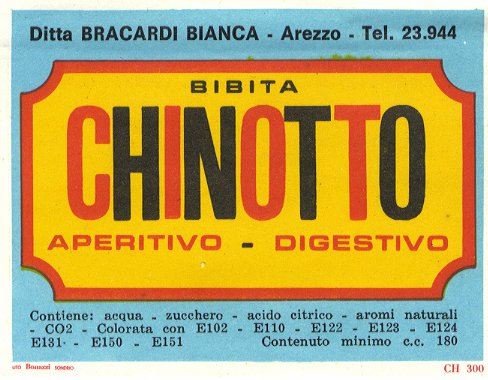 Ditta BRACARDI BIANCA - Arezzo - Tel. 23.944
BIBITA
CHINOTTO
APERITIVO - DIGESTIVO
Contiene: acqua - zucchero - acido citrico - aromi naturali
- CO2 - Colorata con E102 - E110 - E122 - E123 - E124
E131 - E150 - E151 Contenuto minimo c.c. 180
CH 300